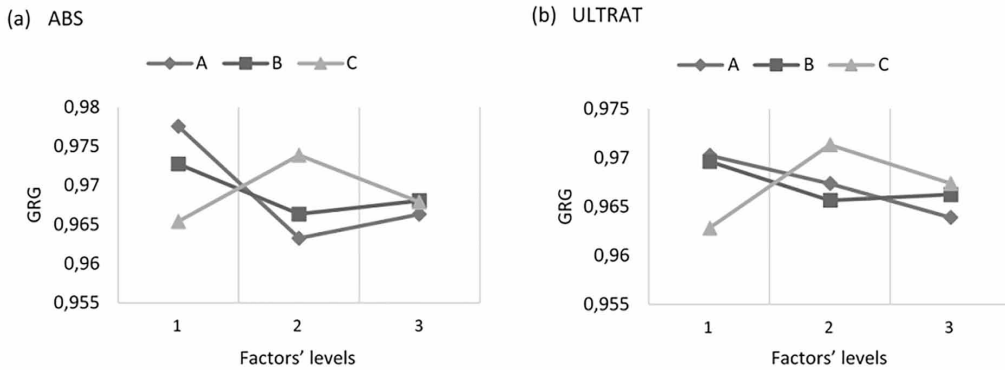 (a) ABS
A B C
0,98
0,975
0,97
0,965
0,96
0,955
GRG
1 2 3
Factors’ levels
(b) ULTRAT
A B C
0,975
0,97
0,965
0,96
0,955
GRG
1 2 3
Factors’ levels